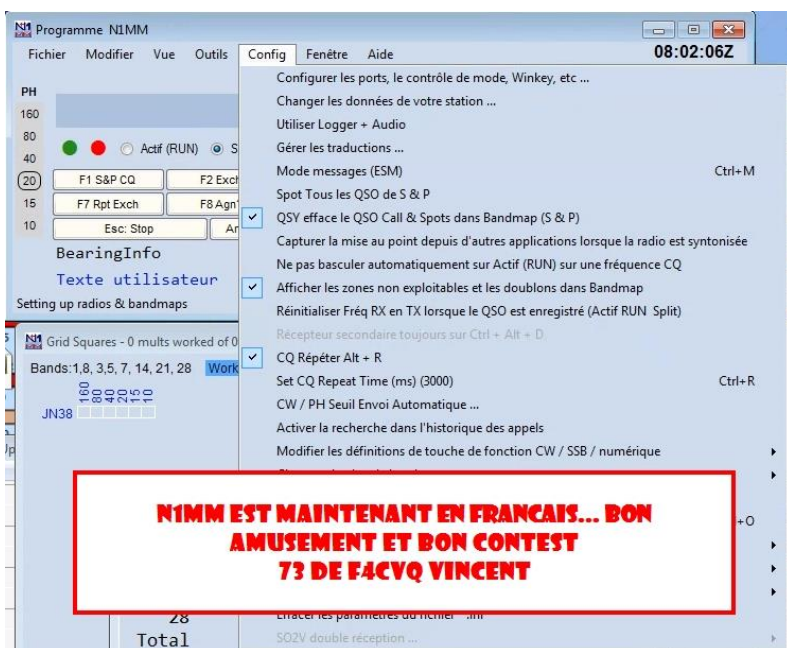 Programme N1MM
Fichier Modifier Vue Outils Config Fenêtre Aide 08:02:06Z
PH
160
80
40
20
15
10
Actif (RUN) S
F1 S&P CQ F2 Exch
F7 Rpt Exch F8 Agn
Esc: Stop
BearingInfo
Texte utilisateur
Setting up radios & bandmaps
Grid Squares - 0 mults worked of 0
Bands:1,8, 3,5, 7, 14, 21, 28 Work
160
80
40
20
15
10
JN38
Configurer les ports, le contrôle de mode, Winkey, etc ...
Changer les données de votre station ...
Utiliser Logger + Audio
Gérer les traductions ...
Mode messages (ESM) Ctrl+M
Spot Tous les QSO de S & P
QSY efface le QSO Call & Spots dans Bandmap (S & P)
Capturer la mise au point depuis d'autres applications lorsque la radio est syntonisée
Ne pas basculer automatiquement sur Actif (RUN) sur une fréquence CQ
Afficher les zones non exploitables et les doublons dans Bandmap
Réinitialiser Fréq RX en TX lorsque le QSO est enregistré (Actif RUN Split)
Récepteur secondaire toujours sur Ctrl + Alt + D
CQ Répéter Alt + R
Set CQ Repeat Time (ms) (3000) Ctrl+R
CW / PH Seuil Envoi Automatique ...
Activer la recherche dans l'historique des appels
Modifier les définitions de touche de fonction CW / SSB / numérique
+O
N1MM EST MAINTENANT EN FRANCAIS... BON
AMUSEMENT ET BON CONTEST
73 DE F4CVQ VINCENT
Effacer les paramètres du fichier .ini
SO2V double réception ...
28
Total